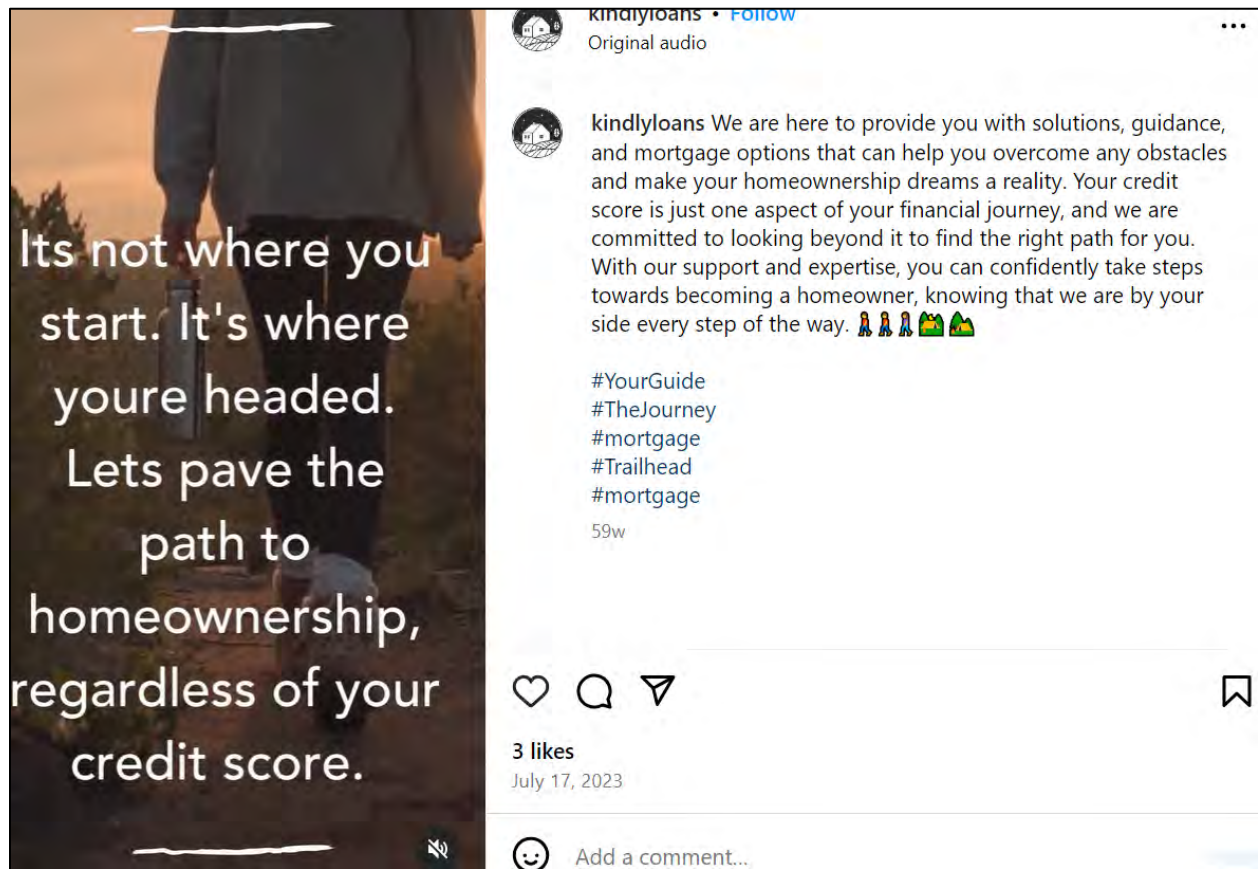 Its not where you
start. It's where
youre headed.
Lets pave the
path to
homeownership,
regardless of your
credit score.
kindlyloans • Follow
Original audio
kindlyloans We are here to provide you with solutions, guidance,
and mortgage options that can help you overcome any obstacles
and make your homeownership dreams a reality. Your credit
score is just one aspect of your financial journey, and we are
committed to looking beyond it to find the right path for you.
With our support and expertise, you can confidently take steps
towards becoming a homeowner, knowing that we are by your
side every step of the way.
#YourGuide
#TheJourney
#mortgage
#Trailhead
#mortgage
59w
3 likes
July 17, 2023
Add a comment...